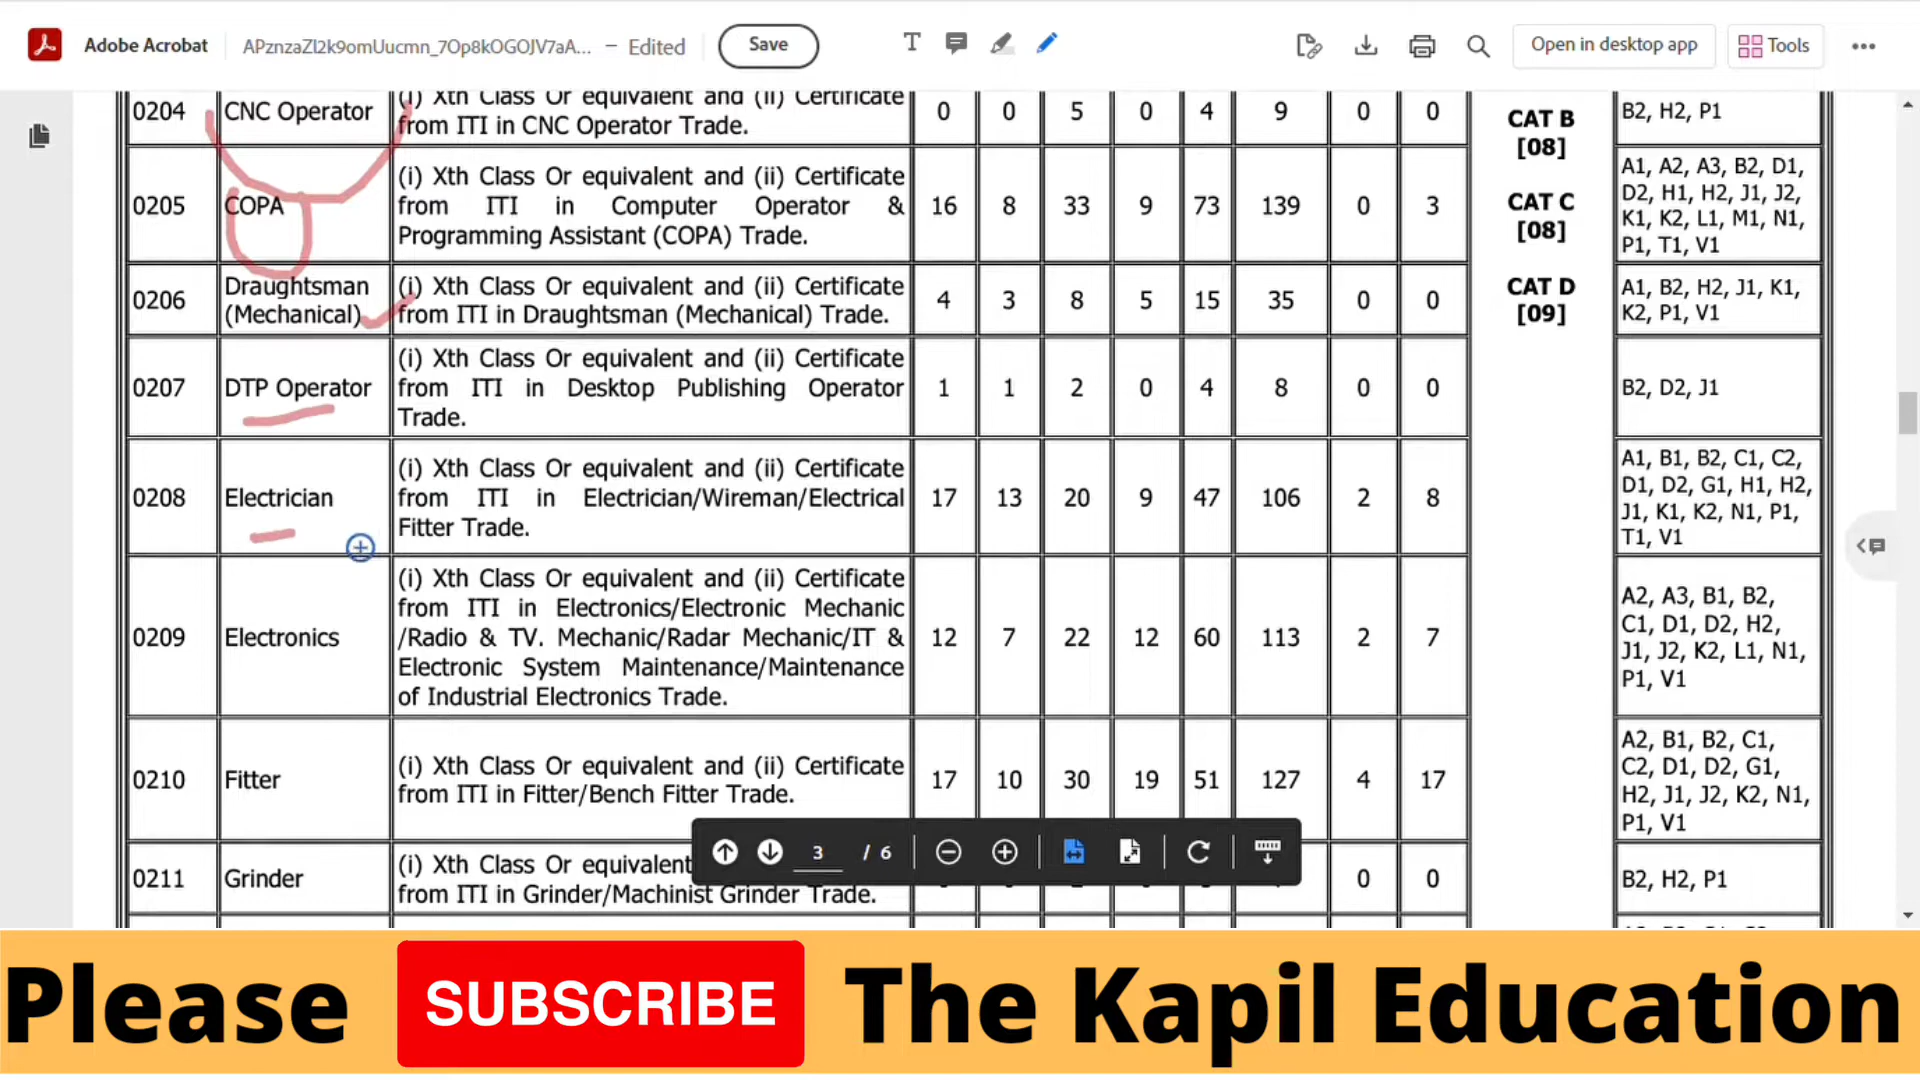 Adobe Acrobat APznzaZl2k9omUucmn_7Op8kOGOJV7aA... – Edited Save Open in desktop app Tools
0204 CNC Operator (i) Xth Class Or equivalent and (ii) Certificate from ITI in CNC Operator Trade. 0 0 5 0 4 9 0 0 B2, H2, P1
CAT B
[08]
0205 COPA (i) Xth Class Or equivalent and (ii) Certificate
from ITI in Computer Operator &
Programming Assistant (COPA) Trade.
16 8 33 9 73 139 0 3
CAT C
[08]
A1, A2, A3, B2, D1,
D2, H1, H2, J1, J2,
K1, K2, L1, M1, N1,
P1, T1, V1
0206 Draughtsman
(Mechanical)
(i) Xth Class Or equivalent and (ii) Certificate
from ITI in Draughtsman (Mechanical) Trade.
4 3 8 5 15 35 0 0
CAT D
[09]
A1, B2, H2, J1, K1,
K2, P1, V1
0207 DTP Operator
(i) Xth Class Or equivalent and (ii) Certificate
from ITI in Desktop Publishing Operator
Trade.
1 1 2 0 4 8 0 0
B2, D2, J1
0208 Electrician
(i) Xth Class Or equivalent and (ii) Certificate
from ITI in Electrician/Wireman/Electrical
Fitter Trade.
17 13 20 9 47 106 2 8
A1, B1, B2, C1, C2,
D1, D2, G1, H1, H2,
J1, K1, K2, N1, P1,
T1, V1
0209 Electronics
(i) Xth Class Or equivalent and (ii) Certificate
from ITI in Electronics/Electronic Mechanic
/Radio & TV. Mechanic/Radar Mechanic/IT &
Electronic System Maintenance/Maintenance
of Industrial Electronics Trade.
12 7 22 12 60 113 2 7
A2, A3, B1, B2,
C1, D1, D2, H2,
J1, J2, K2, L1, N1,
P1, V1
0210 Fitter
(i) Xth Class Or equivalent and (ii) Certificate
from ITI in Fitter/Bench Fitter Trade.
17 10 30 19 51 127 4 17
A2, B1, B2, C1,
C2, D1, D2, G1,
H2, J1, J2, K2, N1,
P1, V1
3 / 6
0211 Grinder
(i) Xth Class Or equivalent
from ITI in Grinder/Machinist Grinder Trade.
0 0
B2, H2, P1
Please SUBSCRIBE The Kapil Education